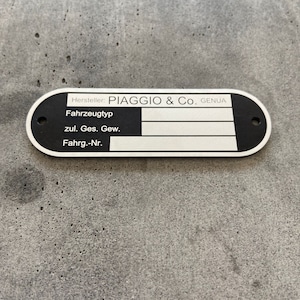 Hersteller: PIAGGIO & Co. GENUA
Fahrzeugtyp
zul. Ges. Gew.
Fahrg.-Nr.